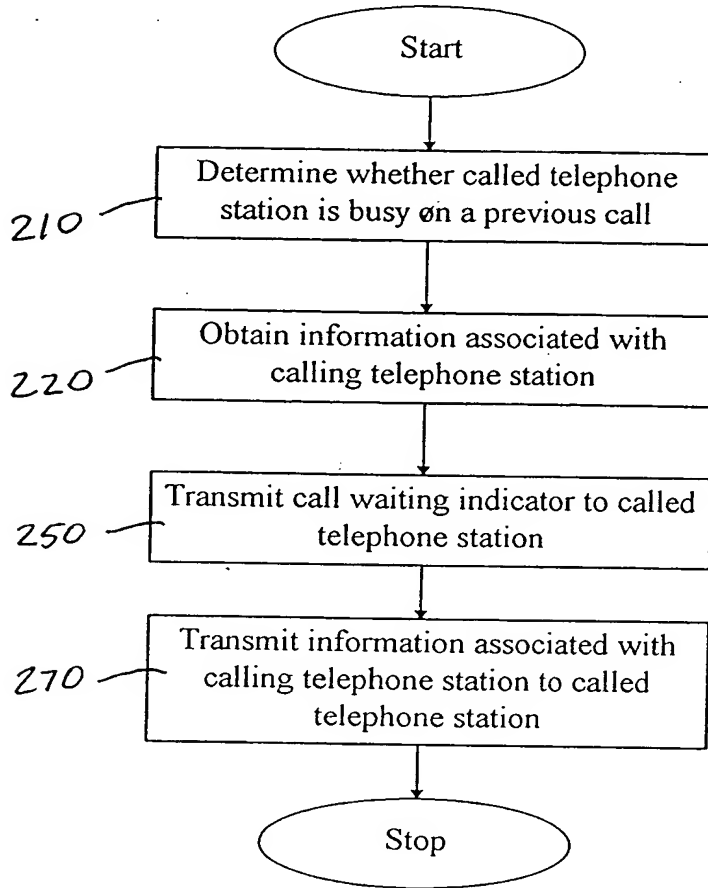 Start
Determine whether called telephone
station is busy on a previous call
210
Obtain information associated with
calling telephone station
220
Transmit call waiting indicator to called
telephone station
250
Transmit information associated with
calling telephone station to called
telephone station
270
Stop